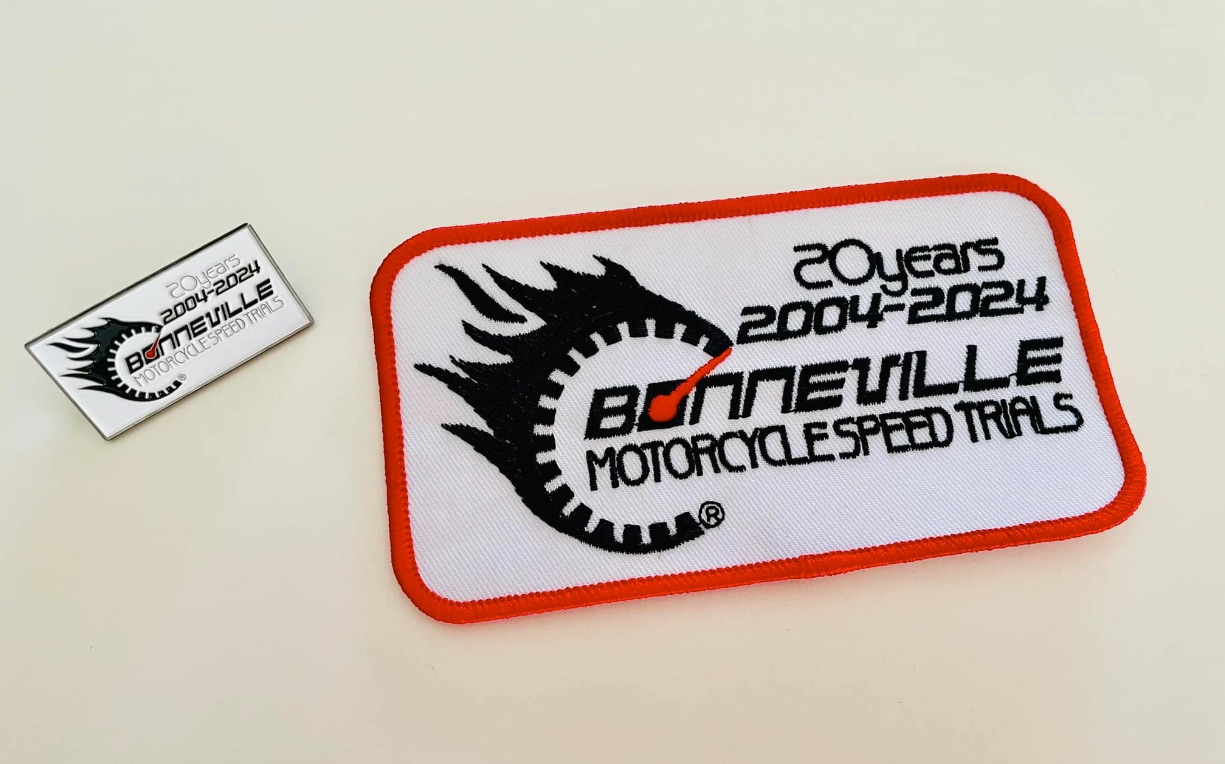 20years
2004-2024
BONNEVILLE
MOTORCYCLE SPEED TRIALS
®
20years
2004-2024
BONNEVILLE
MOTORCYCLE SPEED TRIALS
®